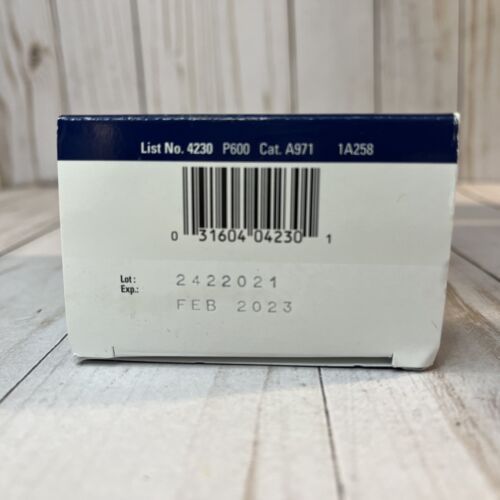 List No. 4230 P600 Cat. A971 1A258
0 31604 04230 1
Lot: 2422021
Exp.: FEB 2023